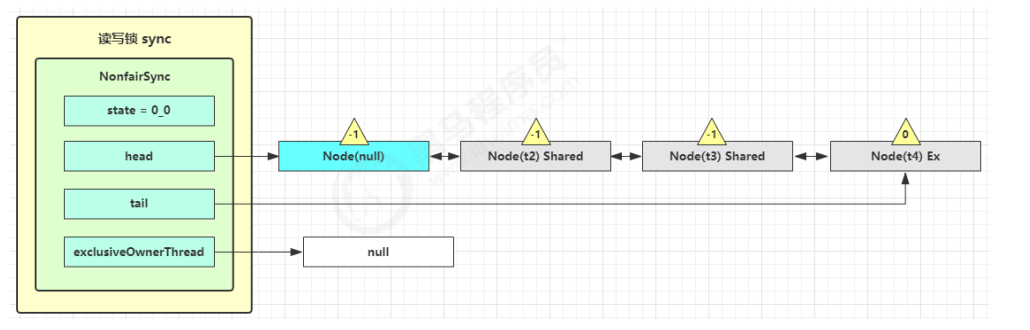 读写锁 sync
NonfairSync
state = 0_0
head
tail
exclusiveOwnerThread
-1
Node(null)
-1
Node(t2) Shared
-1
Node(t3) Shared
0
Node(t4) Ex
null